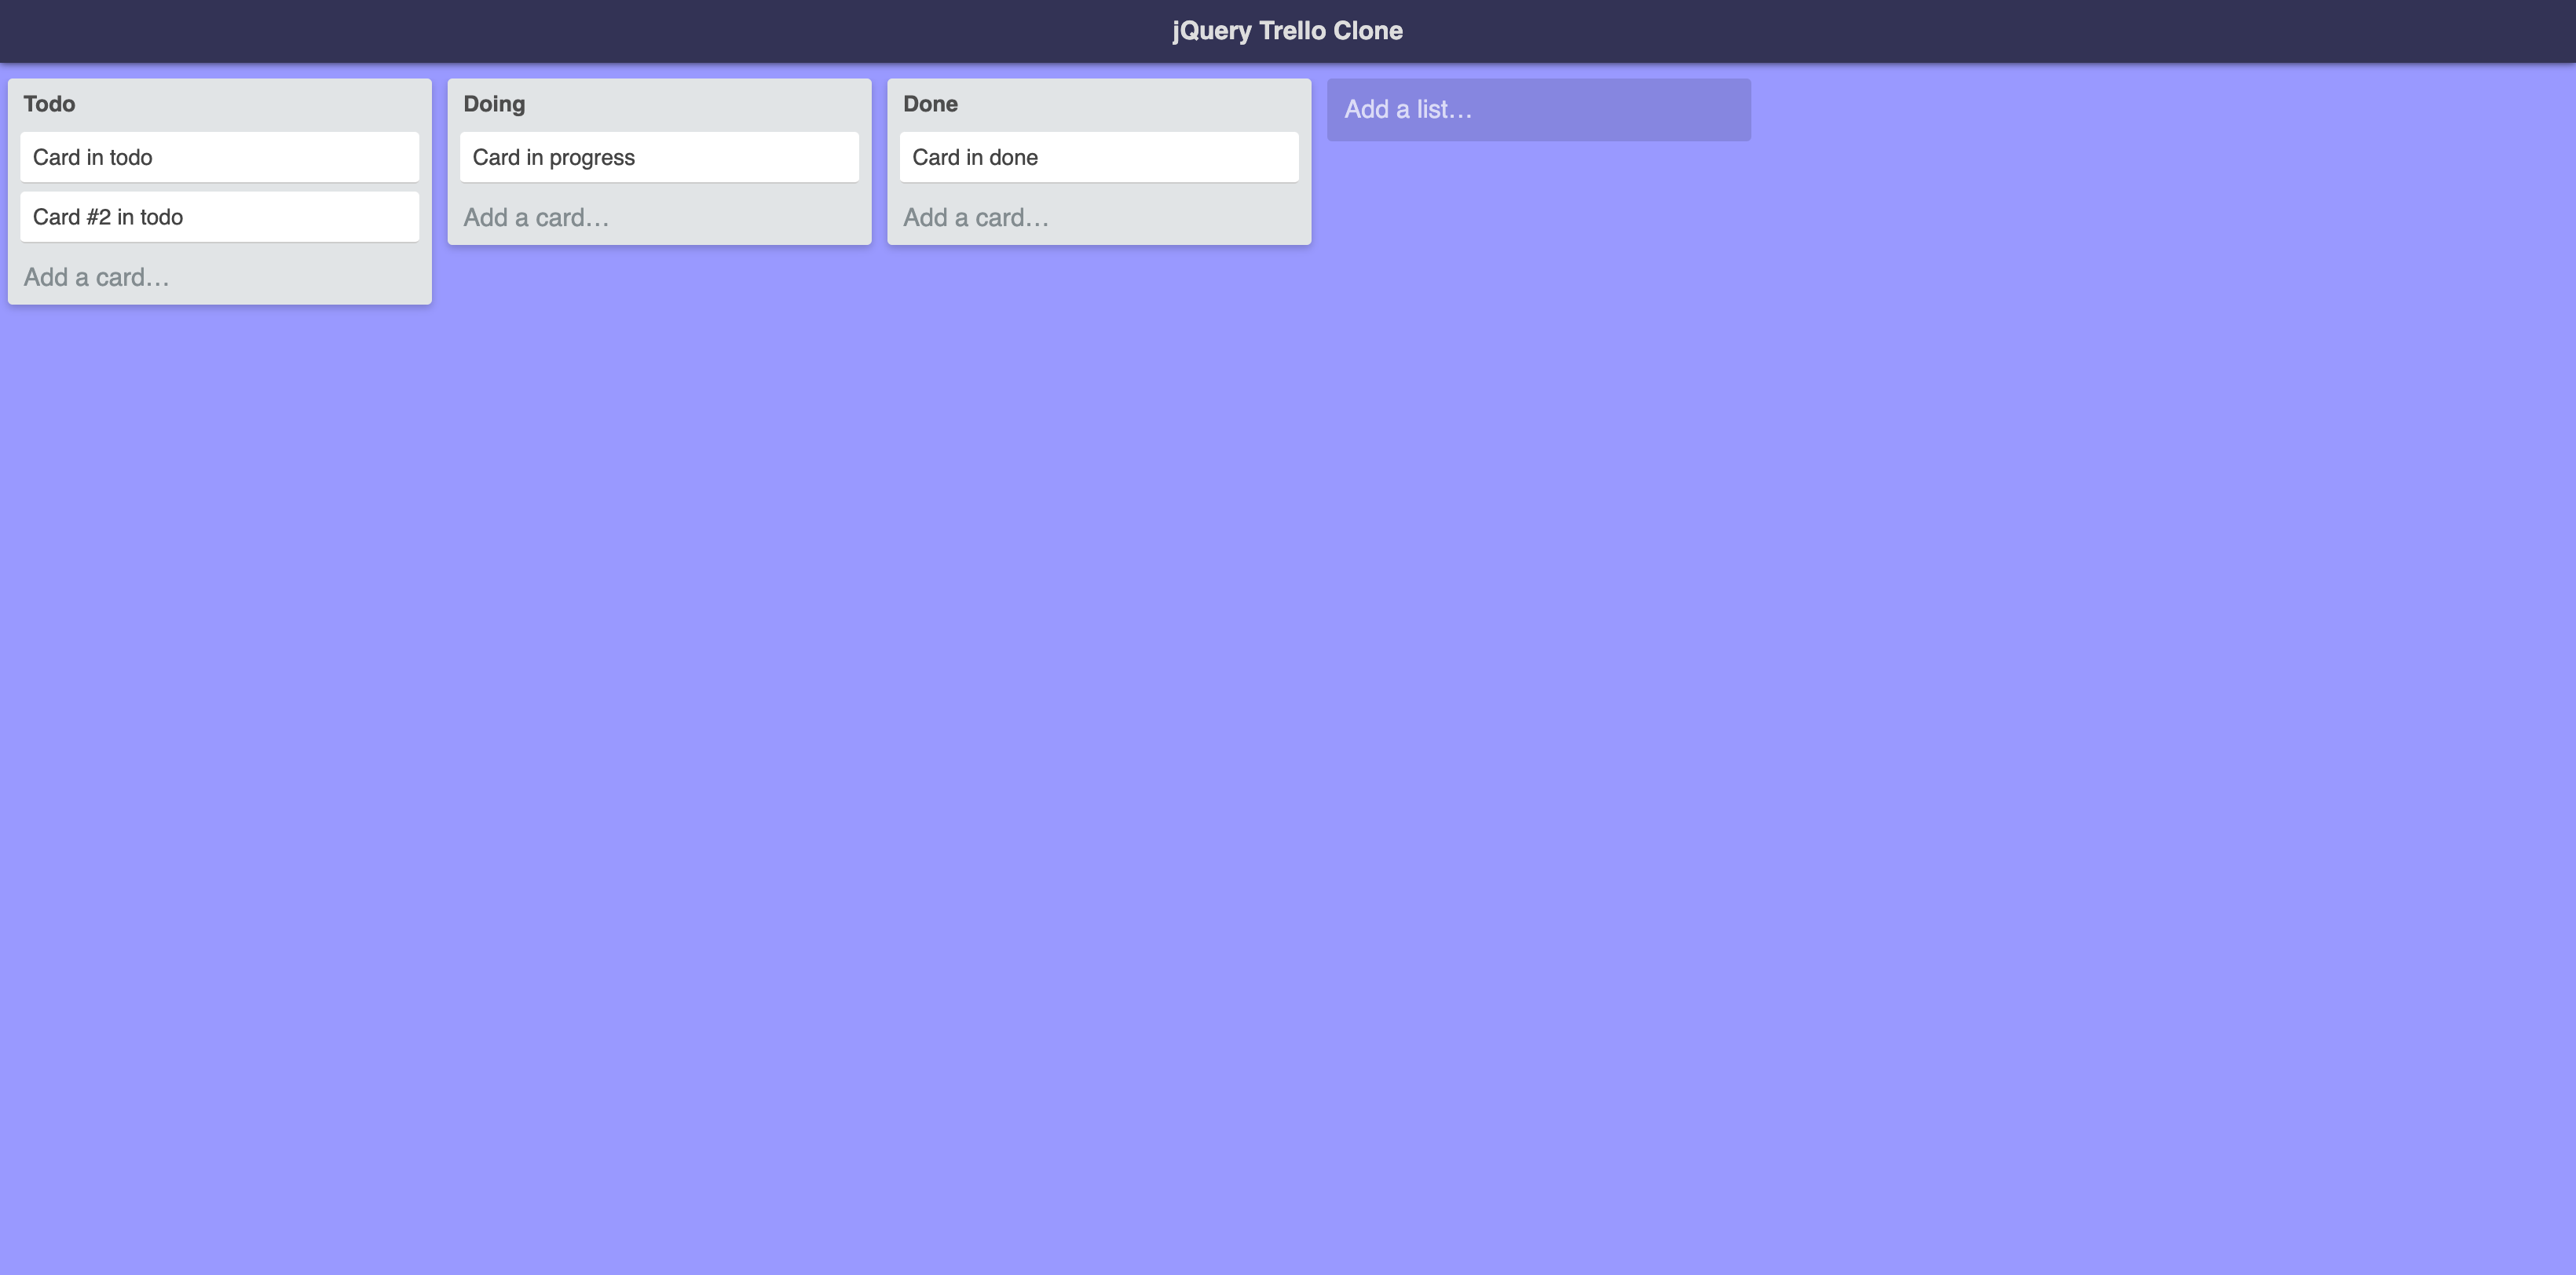 jQuery Trello Clone
Todo
Card in todo
Card #2 in todo
Add a card…
Doing
Card in progress
Add a card…
Done
Card in done
Add a card…
Add a list…